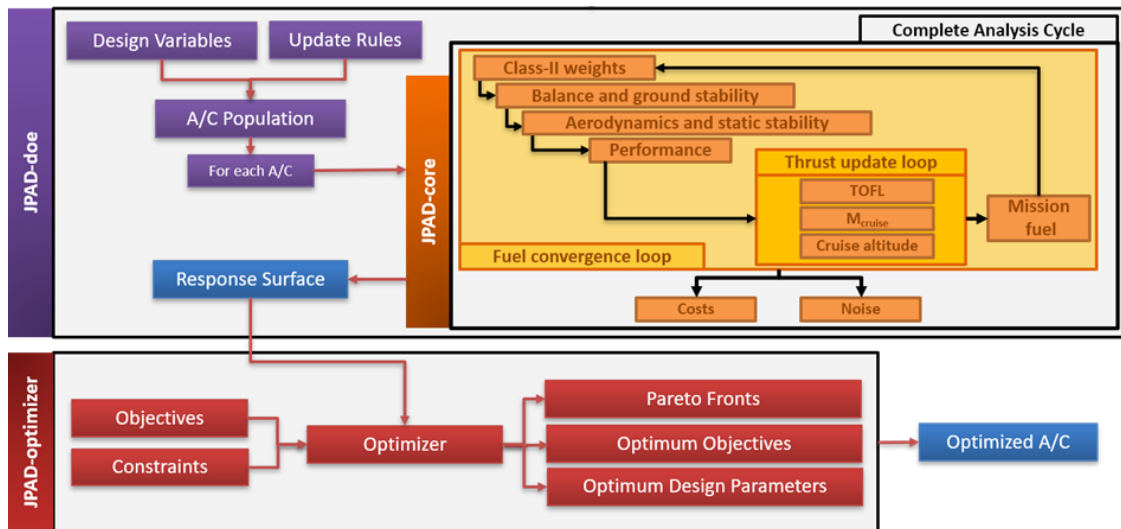 JPAD-doe
Design Variables
Update Rules
A/C Population
For each A/C
Response Surface
JPAD-core
Complete Analysis Cycle
Class-II weights
Balance and ground stability
Aerodynamics and static stability
Performance
Thrust update loop
TOFL
Mcruise
Cruise altitude
Mission
fuel
Fuel convergence loop
Costs
Noise
JPAD-optimizer
Objectives
Constraints
Optimizer
Pareto Fronts
Optimum Objectives
Optimum Design Parameters
Optimized A/C